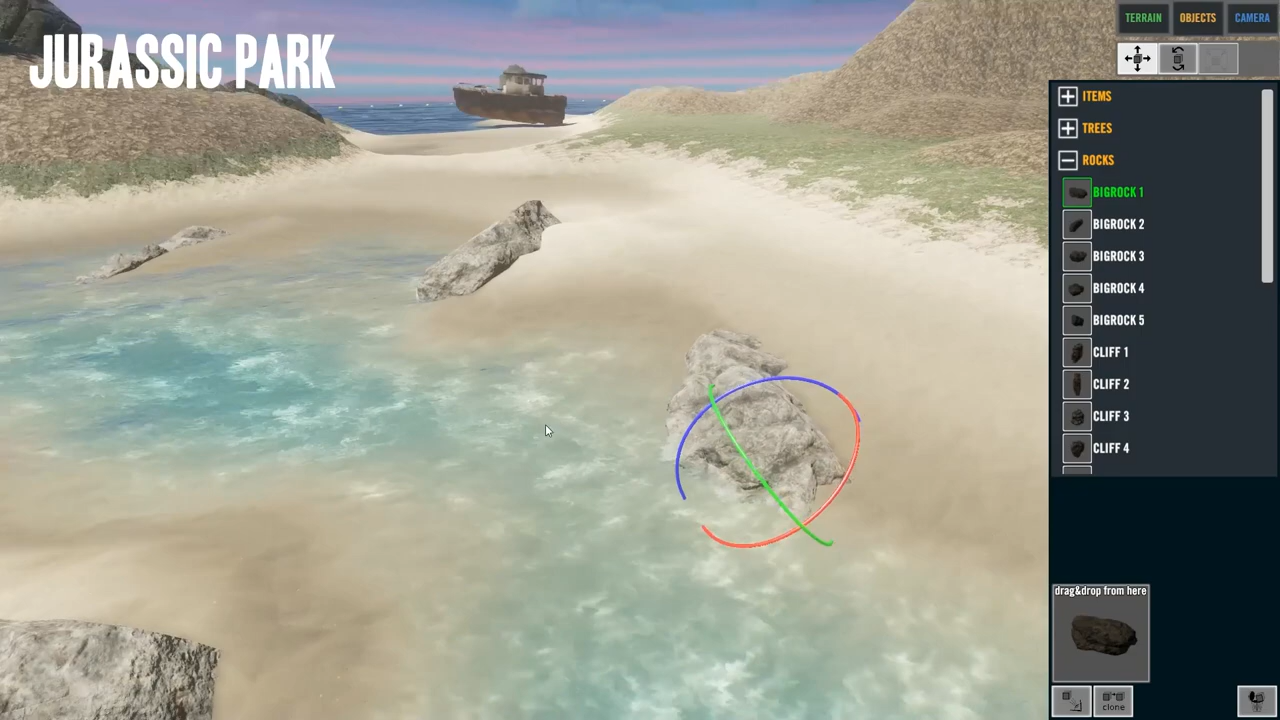 JURASSIC PARK
TERRAIN
OBJECTS
CAMERA
ITEMS
TREES
ROCKS
BIGROCK 1
BIGROCK 2
BIGROCK 3
BIGROCK 4
BIGROCK 5
CLIFF 1
CLIFF 2
CLIFF 3
CLIFF 4
drag&drop from here
clone